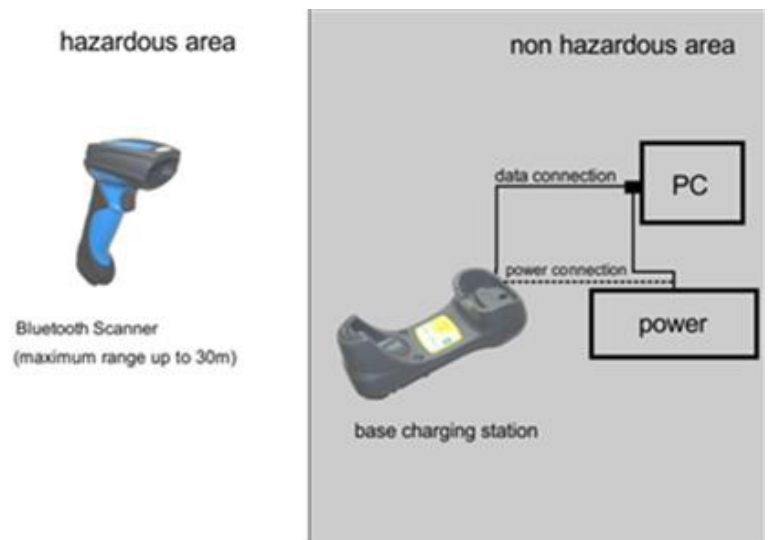 hazardous area
non hazardous area
data connection
PC
power connection
power
Bluetooth Scanner
(maximum range up to 30m)
base charging station